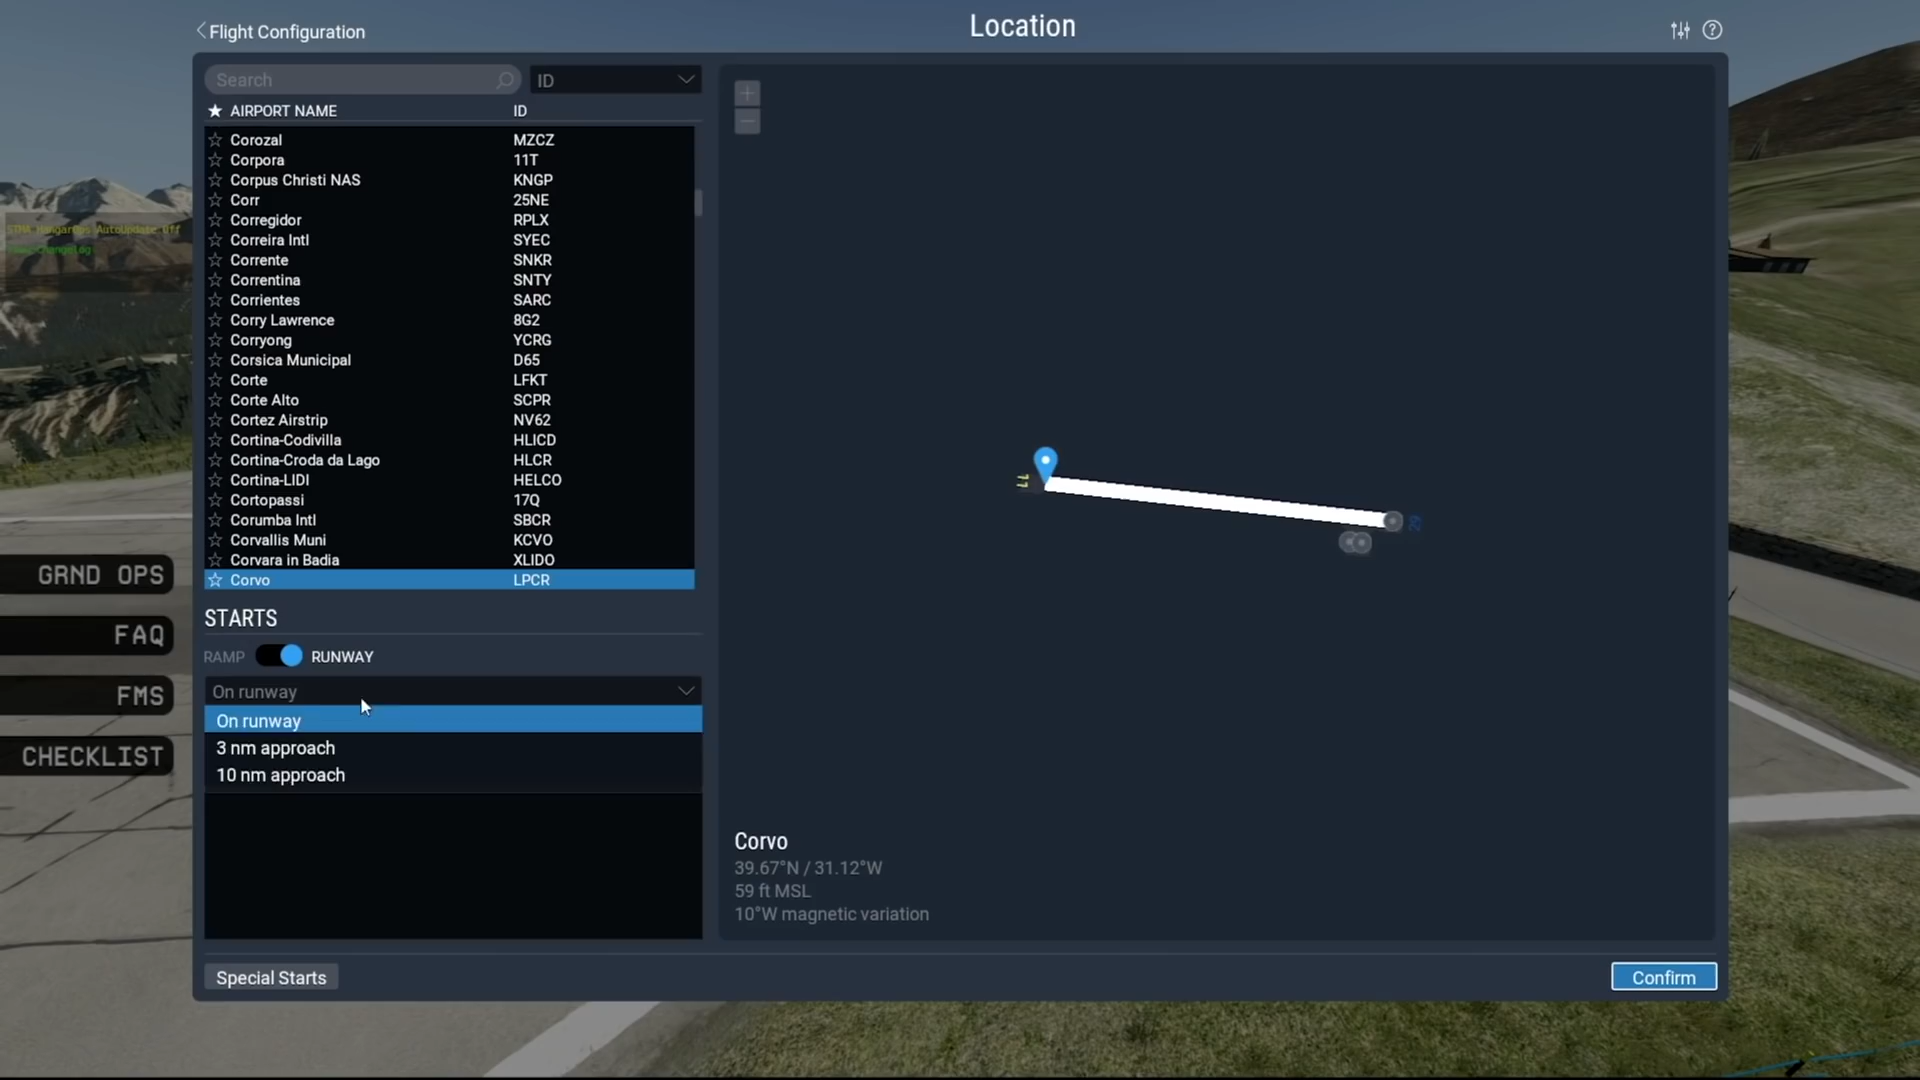 Flight Configuration
Location
Search
ID
AIRPORT NAME ID
Corozal MZCZ
Corpora 11T
Corpus Christi NAS KNGP
Corr 25NE
Corregidor RPLX
Correira Intl SYEC
Corrente SNKR
Correntina SNTY
Corrientes SARC
Corry Lawrence 8G2
Corryong YCRG
Corsica Municipal D65
Corte LFKT
Corte Alto SCPR
Cortez Airstrip NV62
Cortina-Codivilla HLICD
Cortina-Croda da Lago HLCR
Cortina-LIDI HELCO
Cortopassi 17Q
Corumba Intl SBCR
Corvallis Muni KCVO
Corvara in Badia XLIDO
Corvo LPCR
STARTS
RAMP RUNWAY
On runway
On runway
3 nm approach
10 nm approach
Special Starts
11
29
Corvo
39.67°N / 31.12°W
59 ft MSL
10°W magnetic variation
Confirm
AutoUpdate Off
GRND OPS
FAQ
FMS
CHECKLIST